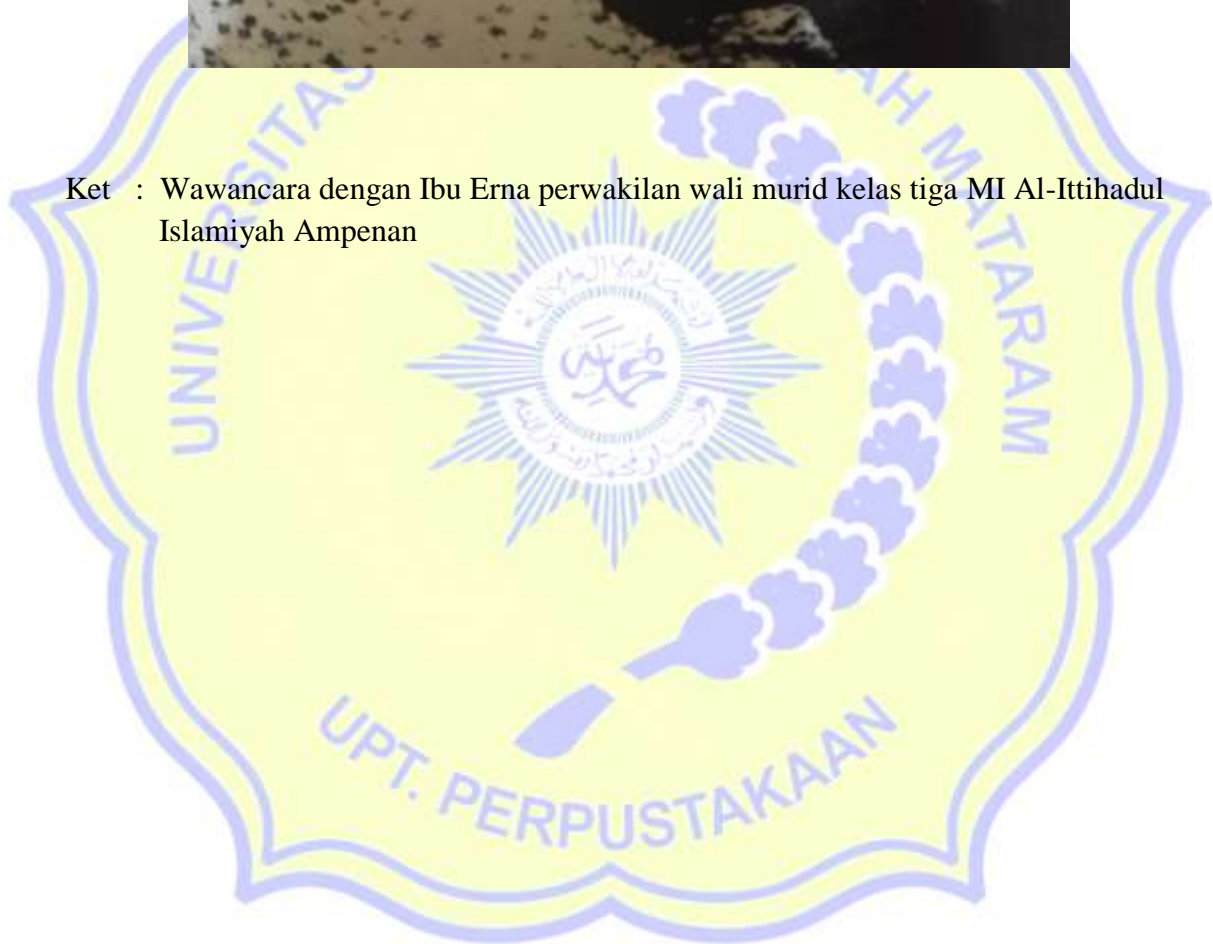 Ket : Wawancara dengan Ibu Erna perwakilan wali murid kelas tiga MI Al-Ittihadul
Islamiyah Ampenan
UNIVERSITAS AH MATARAM
UPT. PERPUSTAKAAN